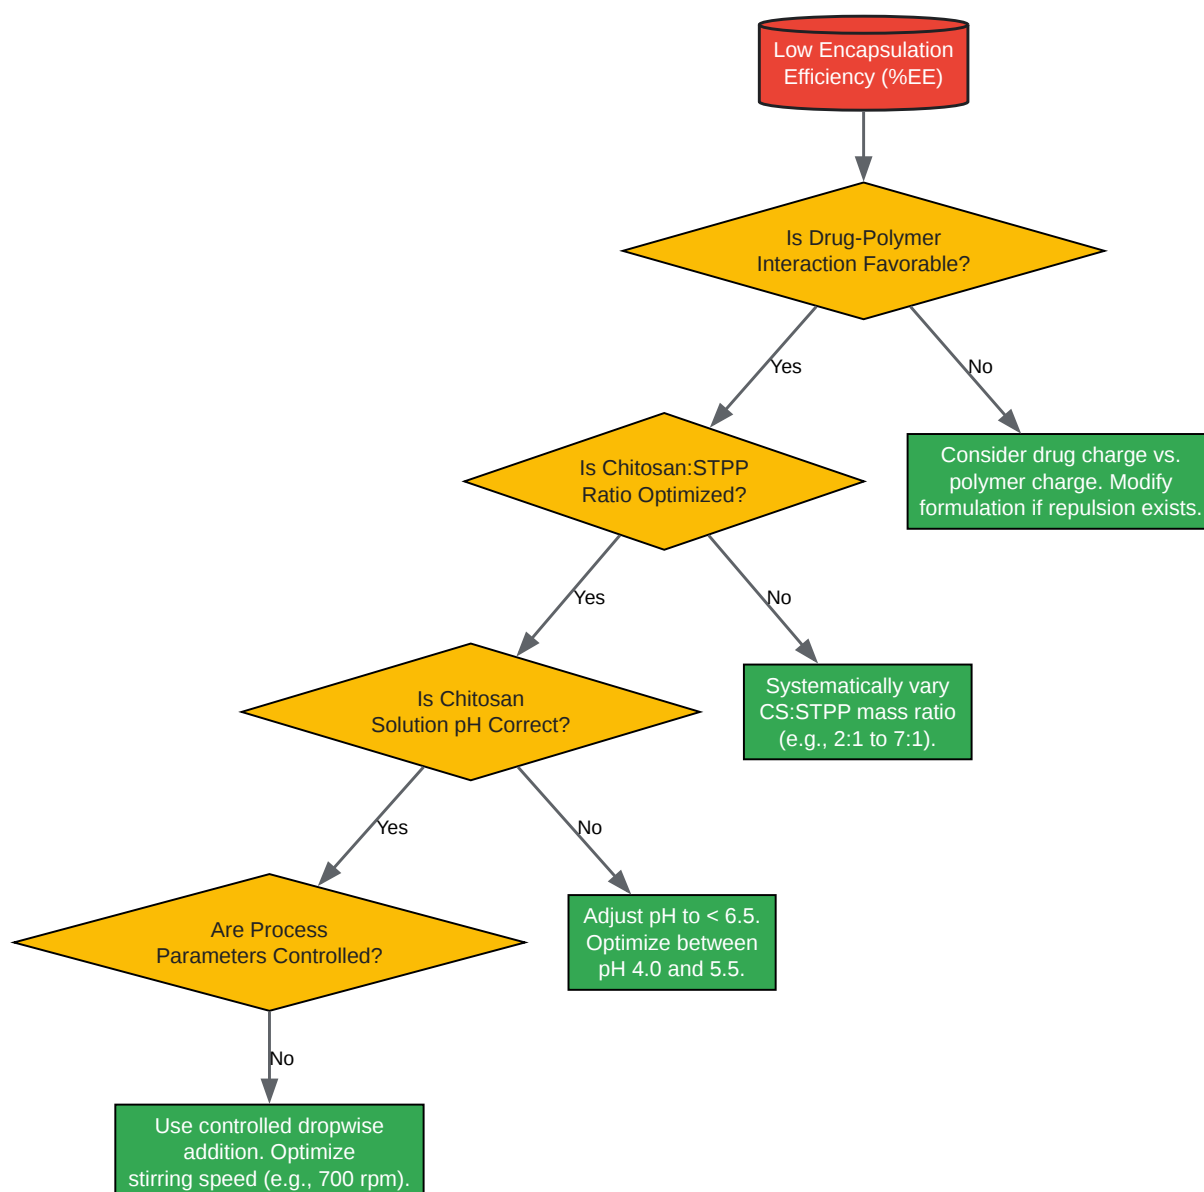 Low Encapsulation
Efficiency (%EE)
Is Drug-Polymer
Interaction Favorable?
Yes
No
Is Chitosan:STPP
Ratio Optimized?
Consider drug charge vs.
polymer charge. Modify
formulation if repulsion exists.
Yes
No
Is Chitosan
Solution pH Correct?
Systematically vary
CS:STPP mass ratio
(e.g., 2:1 to 7:1).
Yes
No
Are Process
Parameters Controlled?
Adjust pH to < 6.5.
Optimize between
pH 4.0 and 5.5.
No
Use controlled dropwise
addition. Optimize
stirring speed (e.g., 700 rpm).